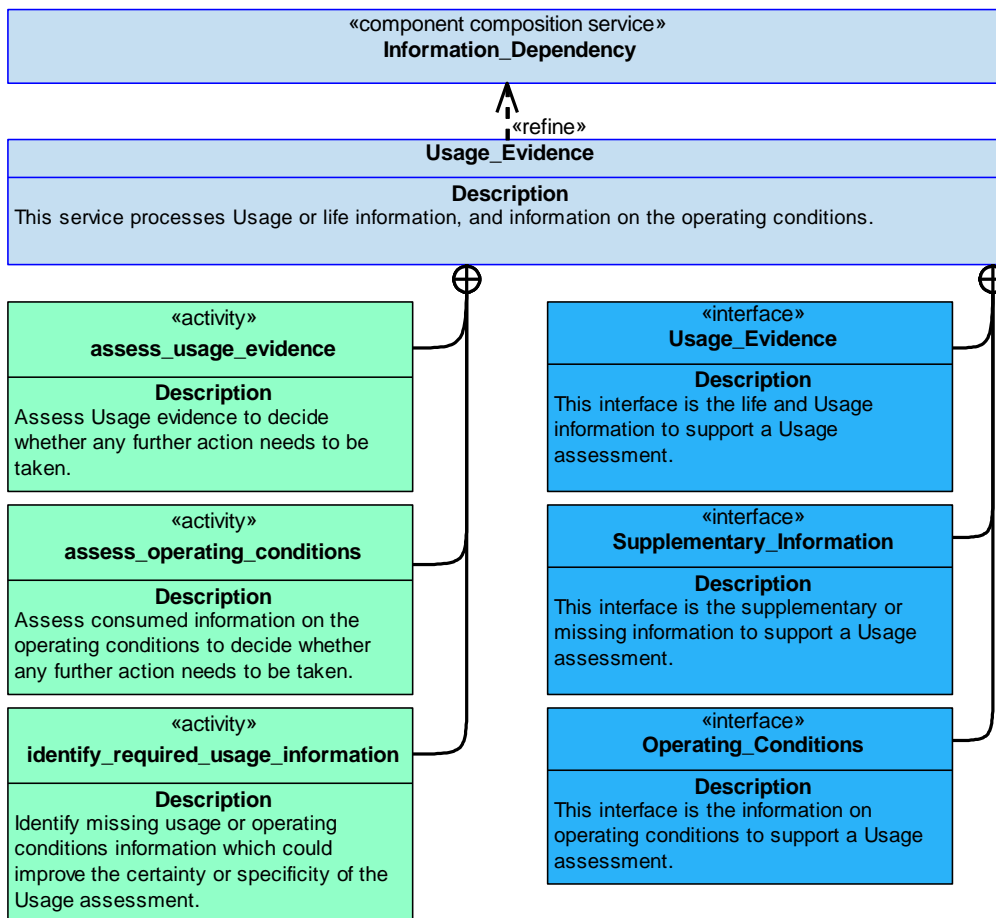 «component composition service»
Information_Dependency
«refine»
Usage_Evidence
Description
This service processes Usage or life information, and information on the operating conditions.
«activity»
assess_usage_evidence
Description
Assess Usage evidence to decide
whether any further action needs to be
taken.
«activity»
assess_operating_conditions
Description
Assess consumed information on the
operating conditions to decide whether
any further action needs to be taken.
«activity»
identify_required_usage_information
Description
Identify missing usage or operating
conditions information which could
improve the certainty or specificity of the
Usage assessment.
«interface»
Usage_Evidence
Description
This interface is the life and Usage
information to support a Usage
assessment.
«interface»
Supplementary_Information
Description
This interface is the supplementary or
missing information to support a Usage
assessment.
«interface»
Operating_Conditions
Description
This interface is the information on
operating conditions to support a Usage
assessment.